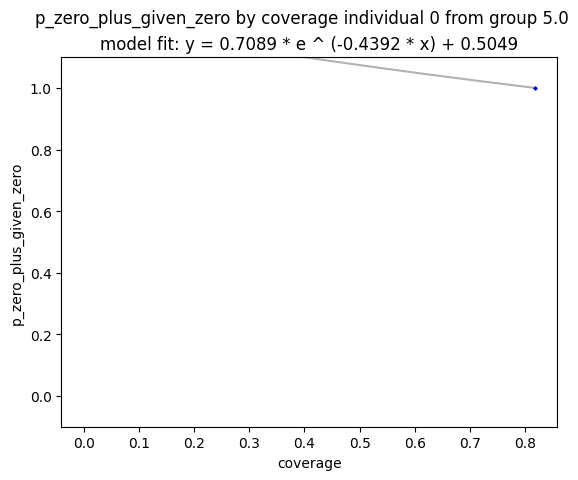 p_zero_plus_given_zero by coverage individual 0 from group 5.0
model fit: y = 0.7089 * e ^ (-0.4392 * x) + 0.5049
p_zero_plus_given_zero
1.0
0.8
0.6
0.4
0.2
0.0
0.0 0.1 0.2 0.3 0.4 0.5 0.6 0.7 0.8
coverage